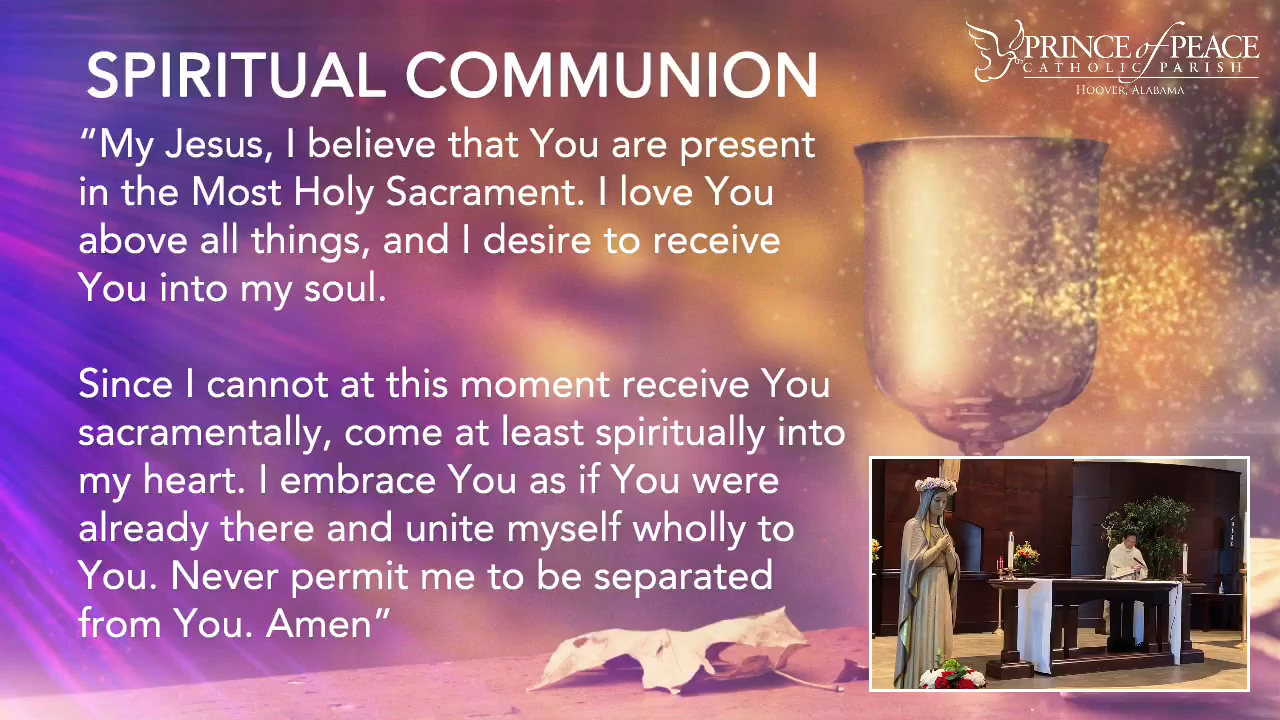 SPIRITUAL COMMUNION
PRINCE of PEACE
CATHOLIC PARISH
HOOVER, ALABAMA
“My Jesus, I believe that You are present
in the Most Holy Sacrament. I love You
above all things, and I desire to receive
You into my soul.
Since I cannot at this moment receive You
sacramentally, come at least spiritually into
my heart. I embrace You as if You were
already there and unite myself wholly to
You. Never permit me to be separated
from You. Amen”